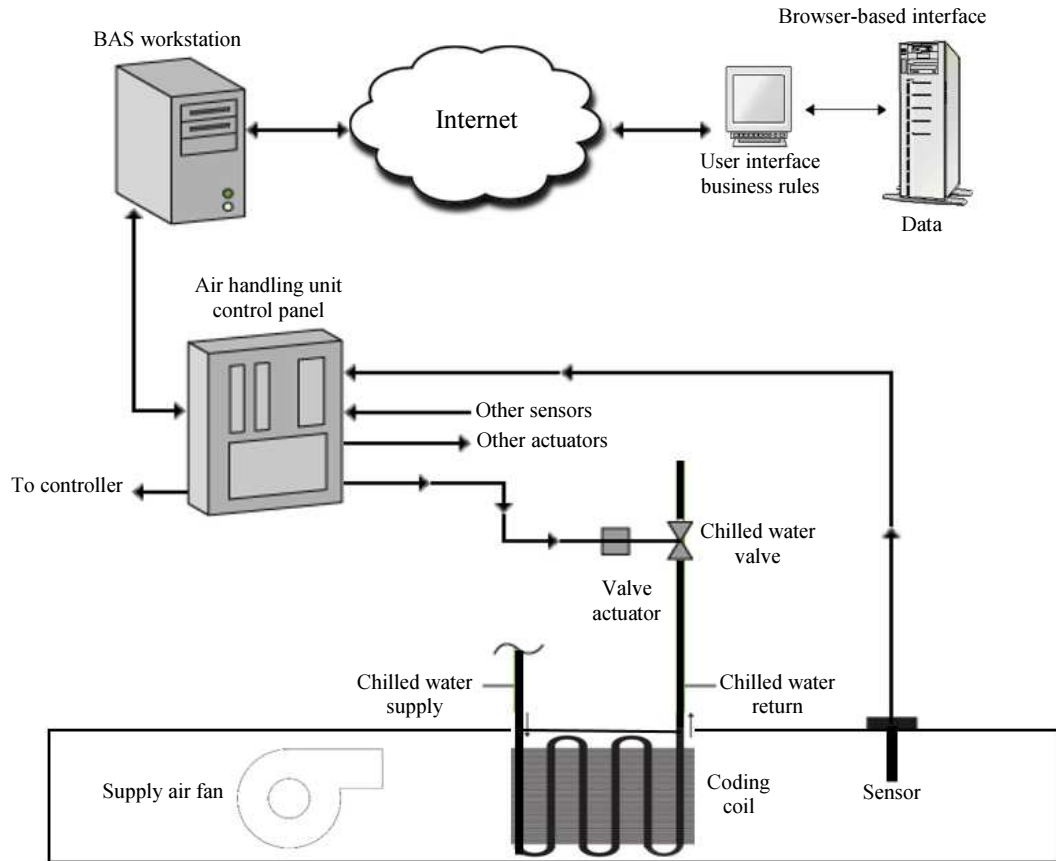 Browser-based interface
BAS workstation
Internet
User interface
business rules
Data
Air handling unit
control panel
Other sensors
Other actuators
To controller
Chilled water
valve
Valve
actuator
Chilled water
supply
Chilled water
return
Supply air fan
Coding
coil
Sensor